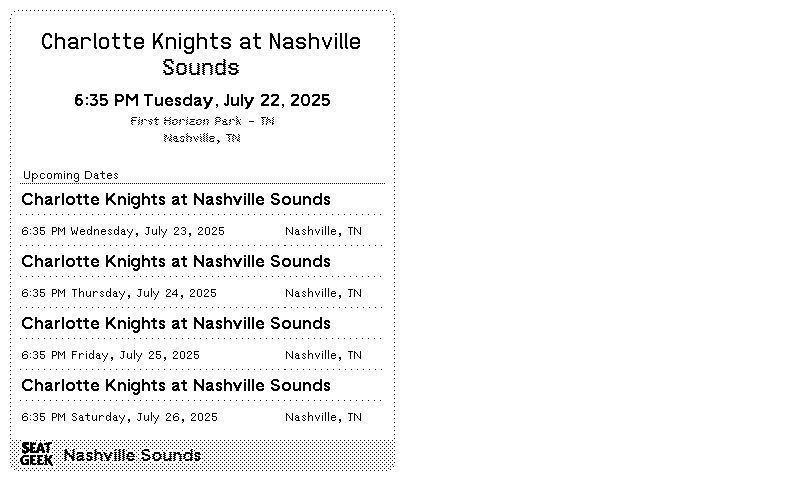 Charlotte Knights at Nashville
Sounds
6:35 PM Tuesday, July 22, 2025
First Horizon Park - TN
Nashville, TN
Upcoming Dates
Charlotte Knights at Nashville Sounds
6:35 PM Wednesday, July 23, 2025 Nashville, TN
Charlotte Knights at Nashville Sounds
6:35 PM Thursday, July 24, 2025 Nashville, TN
Charlotte Knights at Nashville Sounds
6:35 PM Friday, July 25, 2025 Nashville, TN
Charlotte Knights at Nashville Sounds
6:35 PM Saturday, July 26, 2025 Nashville, TN
SEAT
GEEK Nashville Sounds